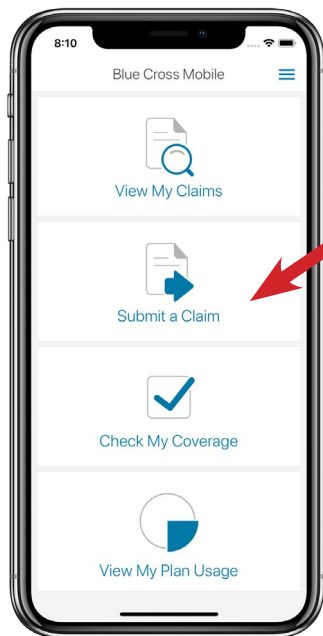 8:10
Blue Cross Mobile
View My Claims
Submit a Claim
Check My Coverage
View My Plan Usage